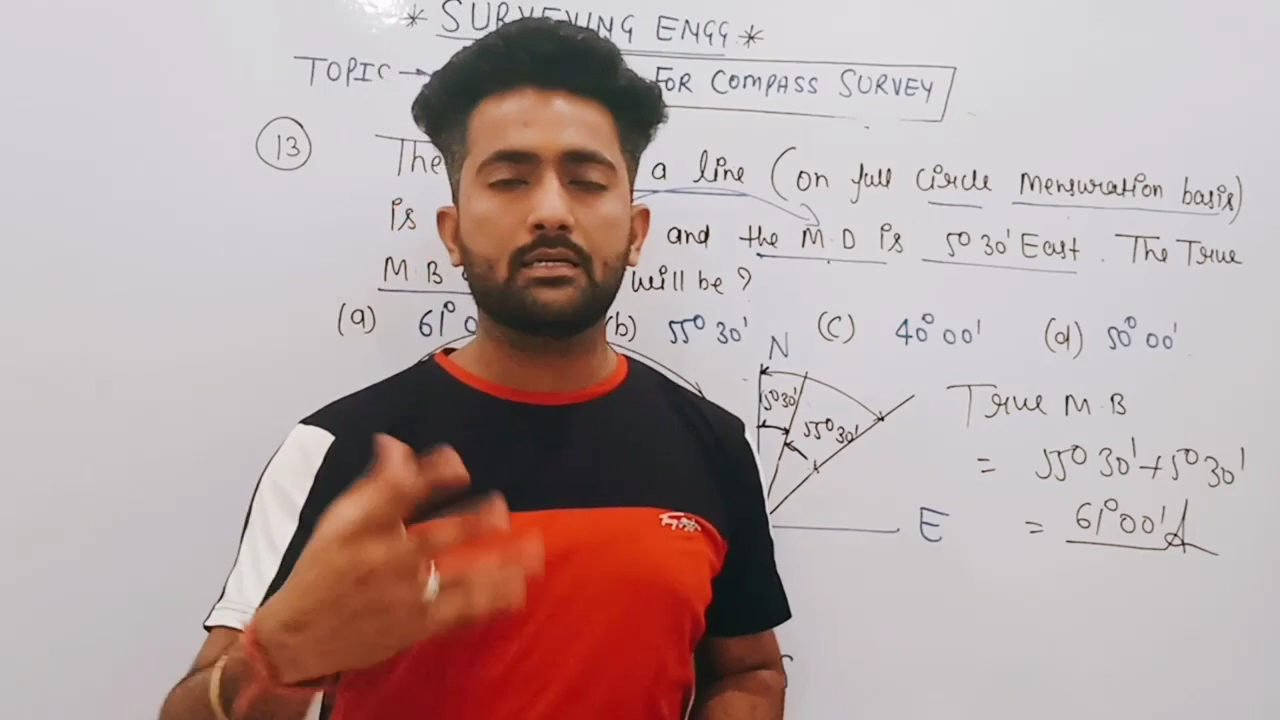 * SURVEYING ENGG *
TOPIC → FOR COMPASS SURVEY
13 The a line (on full circle mensuration basis)
is and the M.D is 5°30' East. The True
M.B will be ?
(a) 61°0 (b) 55°30' (c) 40°00' (d) 50°00'
N
5°30'
55°30'
E
True M.B
= 55°30'+5°30'
= 61°00' A